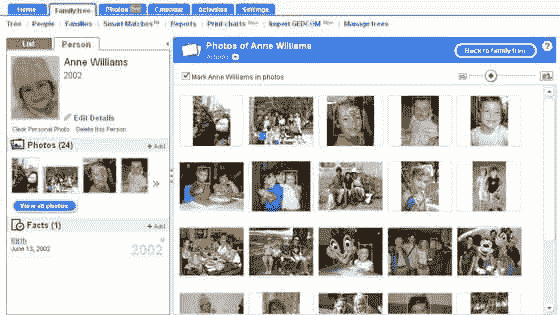 Home Family tree Photos New Calendar Activities Settings
Tree People Families Smart Matches™ Reports Print charts New Import GEDCOM New Manage trees
List Person
Photos of Anne Williams
Actions
Back to family tree
Anne Williams
2002
Mark Anne Williams in photos
Edit Details
Clear Personal Photo Delete this Person
Photos (24) Add
View all photos
Facts (1) Add
Birth
June 13, 2002
2002